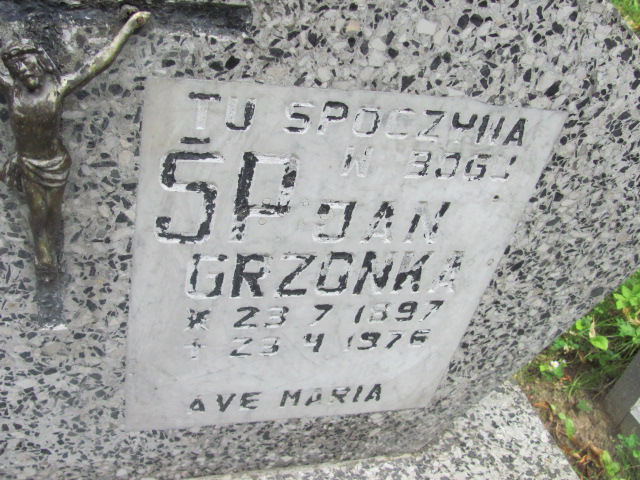 TU SPOCZYWA
W BOGU
ŚP JAN
GRZONKA
* 23 7 1897
+ 23 4 1976
AVE MARIA